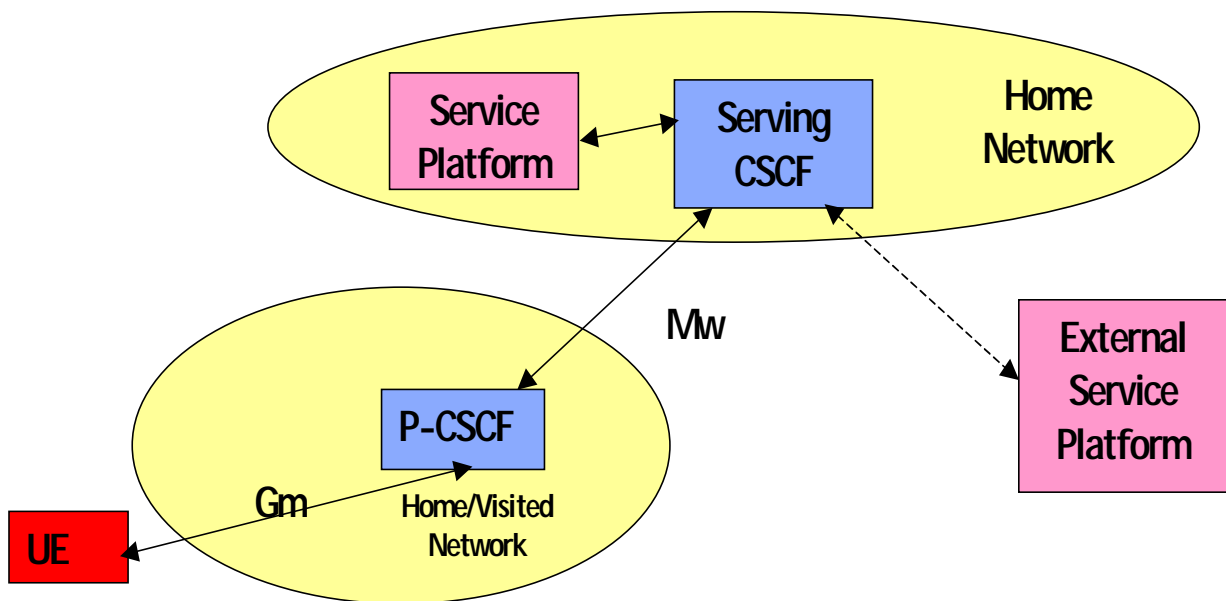 Service
Platform
Serving
CSCF
Home
Network
Mw
External
Service
Platform
P-CSCF
Gm
Home/Visited
Network
UE